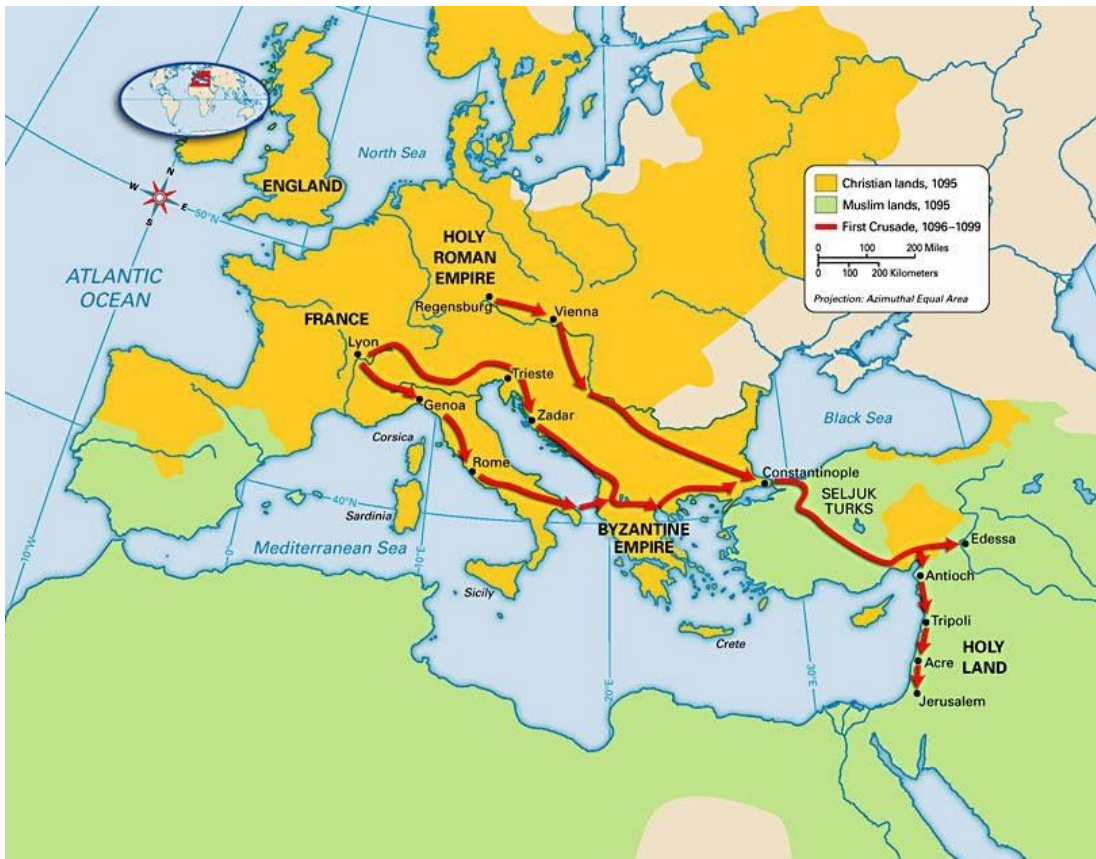 Christian lands, 1095
Muslim lands, 1095
First Crusade, 1096–1099
0 100 200 Miles
0 100 200 Kilometers
Projection: Azimuthal Equal Area
N
W
E
S
50°N
North Sea
ENGLAND
ATLANTIC
OCEAN
HOLY
ROMAN
EMPIRE
Regensburg
Vienna
FRANCE
Lyon
Trieste
Genoa
Zadar
Black Sea
Corsica
Rome
Constantinople
SELJUK
TURKS
40°N
Sardinia
BYZANTINE
EMPIRE
Edessa
10°W
0°
Mediterranean Sea
10°E
Antioch
Sicily
Tripoli
Crete
HOLY
LAND
Acre
20°E
30°E
Jerusalem